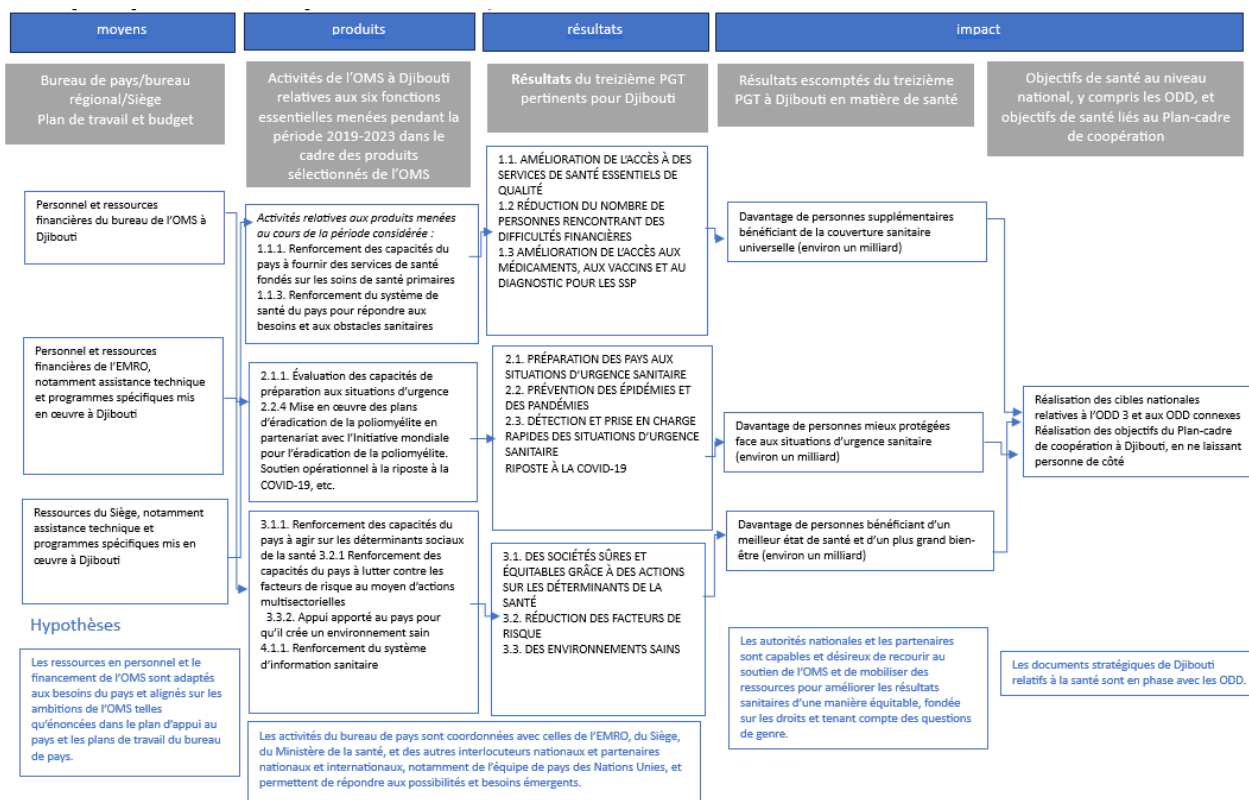 moyens
produits
résultats
impact
Bureau de pays/bureau
régional/Siège
Plan de travail et budget
Activités de l'OMS à Djibouti
relatives aux six fonctions
essentielles menées pendant la
période 2019-2023 dans le
cadre des produits
sélectionnés de l'OMS
Résultats du treizième PGT
pertinents pour Djibouti
Résultats escomptés du treizième
PGT à Djibouti en matière de santé
Objectifs de santé au niveau
national, y compris les ODD, et
objectifs de santé liés au Plan-cadre
de coopération
Personnel et ressources
financières du bureau de l'OMS à
Djibouti
Personnel et ressources
financières de l'EMRO,
notamment assistance technique
et programmes spécifiques mis
en œuvre à Djibouti
Ressources du Siège, notamment
assistance technique et
programmes spécifiques mis en
œuvre à Djibouti
Activités relatives aux produits menées
au cours de la période considérée :
1.1.1. Renforcement des capacités du
pays à fournir des services de santé
fondés sur les soins de santé primaires
1.1.3. Renforcement du système de
santé du pays pour répondre aux
besoins et aux obstacles sanitaires
2.1.1. Évaluation des capacités de
préparation aux situations d'urgence
2.2.4 Mise en œuvre des plans
d'éradication de la poliomyélite en
partenariat avec l'Initiative mondiale
pour l'éradication de la poliomyélite.
Soutien opérationnel à la riposte à la
COVID-19, etc.
3.1.1. Renforcement des capacités du
pays à agir sur les déterminants sociaux
de la santé 3.2.1 Renforcement des
capacités du pays à lutter contre les
facteurs de risque au moyen d'actions
multisectorielles
3.3.2. Appui apporté au pays pour
qu'il crée un environnement sain
4.1.1. Renforcement du système
d'information sanitaire
1.1. AMÉLIORATION DE L'ACCÈS À DES
SERVICES DE SANTÉ ESSENTIELS DE
QUALITÉ
1.2 RÉDUCTION DU NOMBRE DE
PERSONNES RENCONTRANT DES
DIFFICULTÉS FINANCIÈRES
1.3 AMÉLIORATION DE L'ACCÈS AUX
MÉDICAMENTS, AUX VACCINS ET AU
DIAGNOSTIC POUR LES SSP
2.1. PRÉPARATION DES PAYS AUX
SITUATIONS D'URGENCE SANITAIRE
2.2. PRÉVENTION DES ÉPIDÉMIES ET
DES PANDÉMIES
2.3. DÉTECTION ET PRISE EN CHARGE
RAPIDES DES SITUATIONS D'URGENCE
SANITAIRE
RIPOSTE À LA COVID-19
3.1. DES SOCIÉTÉS SÛRES ET
ÉQUITABLES GRÂCE À DES ACTIONS
SUR LES DÉTERMINANTS DE LA
SANTÉ
3.2. RÉDUCTION DES FACTEURS DE
RISQUE
3.3. DES ENVIRONNEMENTS SAINS
Davantage de personnes supplémentaires
bénéficiant de la couverture sanitaire
universelle (environ un milliard)
Davantage de personnes mieux protégées
face aux situations d'urgence sanitaire
(environ un milliard)
Davantage de personnes bénéficiant d'un
meilleur état de santé et d'un plus grand bien-
être (environ un milliard)
Réalisation des cibles nationales
relatives à l'ODD 3 et aux ODD connexes
Réalisation des objectifs du Plan-cadre
de coopération à Djibouti, en ne laissant
personne de côté
Hypothèses
Les ressources en personnel et le
financement de l'OMS sont adaptés
aux besoins du pays et alignés sur les
ambitions de l'OMS telles
qu'énoncées dans le plan d'appui au
pays et les plans de travail du bureau
de pays.
Les activités du bureau de pays sont coordonnées avec celles de l'EMRO, du Siège,
du Ministère de la santé, et des autres interlocuteurs nationaux et partenaires
nationaux et internationaux, notamment de l'équipe de pays des Nations Unies, et
permettent de répondre aux possibilités et besoins émergents.
Les autorités nationales et les partenaires
sont capables et désireux de recourir au
soutien de l'OMS et de mobiliser des
ressources pour améliorer les résultats
sanitaires d'une manière équitable, fondée
sur les droits et tenant compte des questions
de genre.
Les documents stratégiques de Djibouti
relatifs à la santé sont en phase avec les ODD.